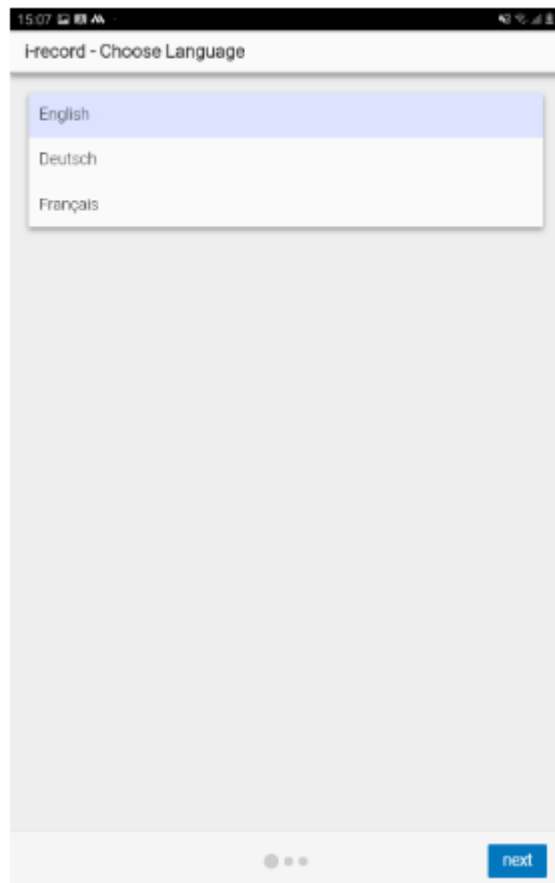 15:07
i-record - Choose Language
English
Deutsch
Français
next